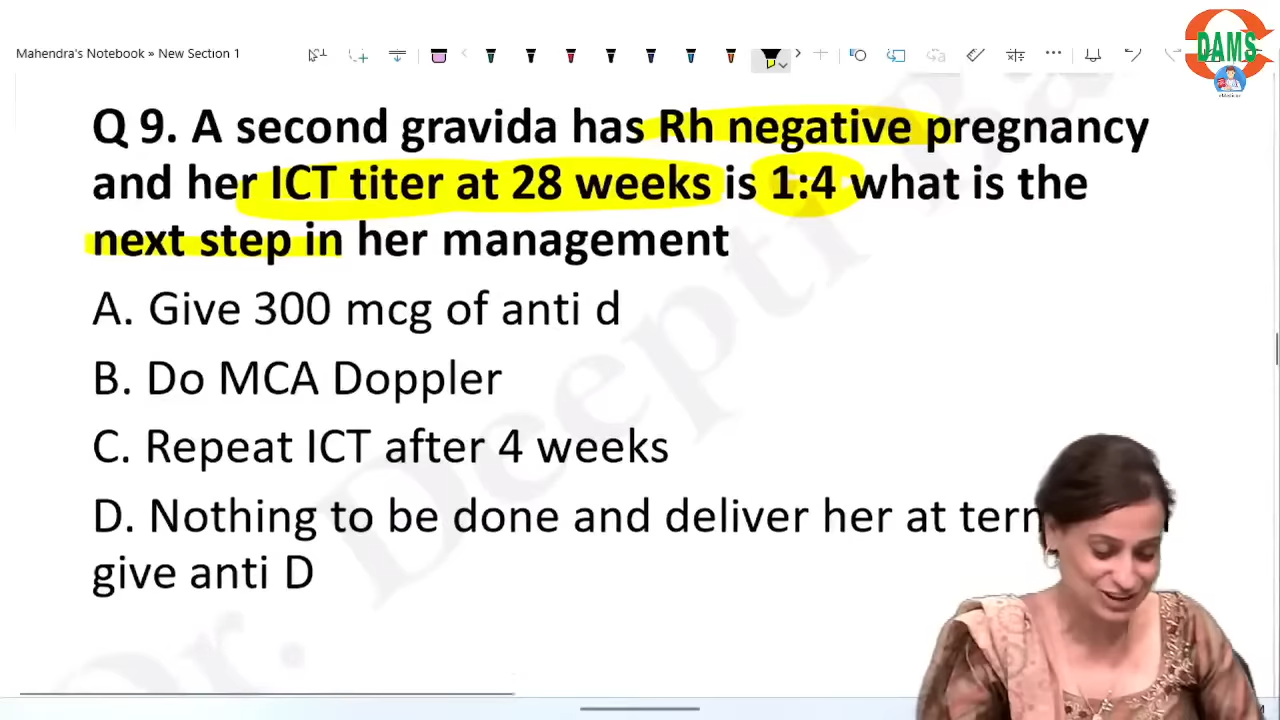 Mahendra's Notebook » New Section 1
DAMS
Q 9. A second gravida has Rh negative pregnancy
and her ICT titer at 28 weeks is 1:4 what is the
next step in her management
A. Give 300 mcg of anti d
B. Do MCA Doppler
C. Repeat ICT after 4 weeks
D. Nothing to be done and deliver her at
give anti D
Dr. Deepti